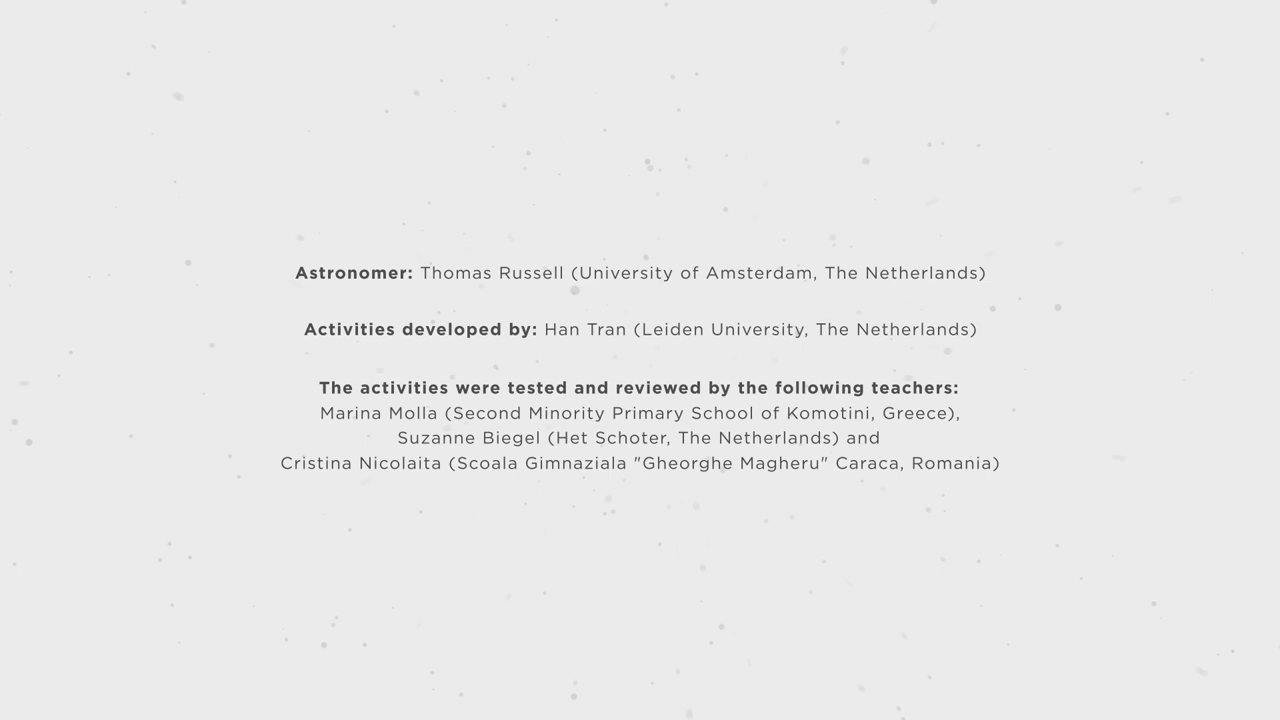 Astronomer: Thomas Russell (University of Amsterdam, The Netherlands)
Activities developed by: Han Tran (Leiden University, The Netherlands)
The activities were tested and reviewed by the following teachers:
Marina Molla (Second Minority Primary School of Komotini, Greece),
Suzanne Biegel (Het Schoter, The Netherlands) and
Cristina Nicolaita (Scoala Gimnaziala "Gheorghe Magheru" Caraca, Romania)